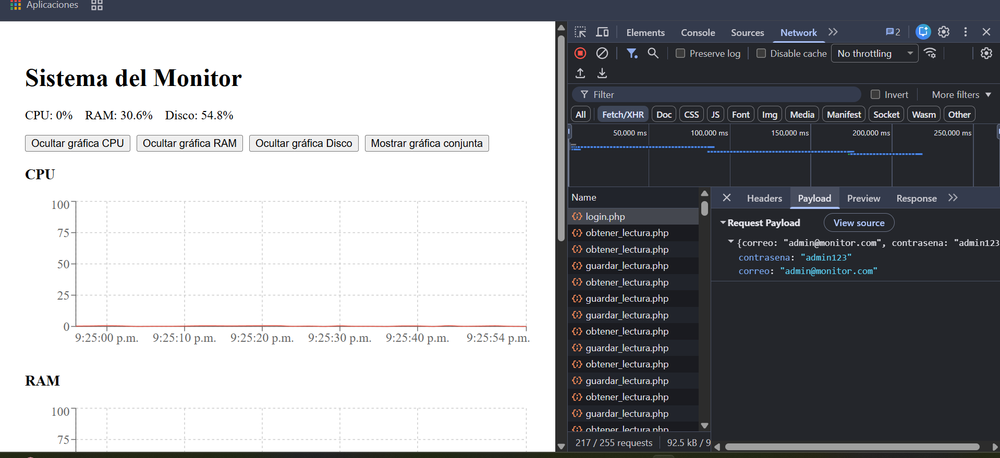 Aplicaciones
Sistema del Monitor
CPU: 0% RAM: 30.6% Disco: 54.8%
Ocultar gráfica CPU Ocultar gráfica RAM Ocultar gráfica Disco Mostrar gráfica conjunta
CPU
100
75
50
25
0
9:25:00 p.m. 9:25:10 p.m. 9:25:20 p.m. 9:25:30 p.m. 9:25:40 p.m. 9:25:54 p.m.
RAM
100
75
Elements Console Sources Network 2
Preserve log Disable cache No throttling
Filter Invert More filters
All Fetch/XHR Doc CSS JS Font Img Media Manifest Socket Wasm Other
50,000 ms 100,000 ms 150,000 ms 200,000 ms 250,000 ms
Name
login.php
obtener_lectura.php
obtener_lectura.php
guardar_lectura.php
obtener_lectura.php
guardar_lectura.php
guardar_lectura.php
obtener_lectura.php
guardar_lectura.php
obtener_lectura.php
guardar_lectura.php
obtener_lectura.php
guardar_lectura.php
obtener_lectura.php
217 / 255 requests 92.5 kB / 9
Headers Payload Preview Response
Request Payload View source
{correo: "admin@monitor.com", contrasena: "admin123
contrasena: "admin123"
correo: "admin@monitor.com"